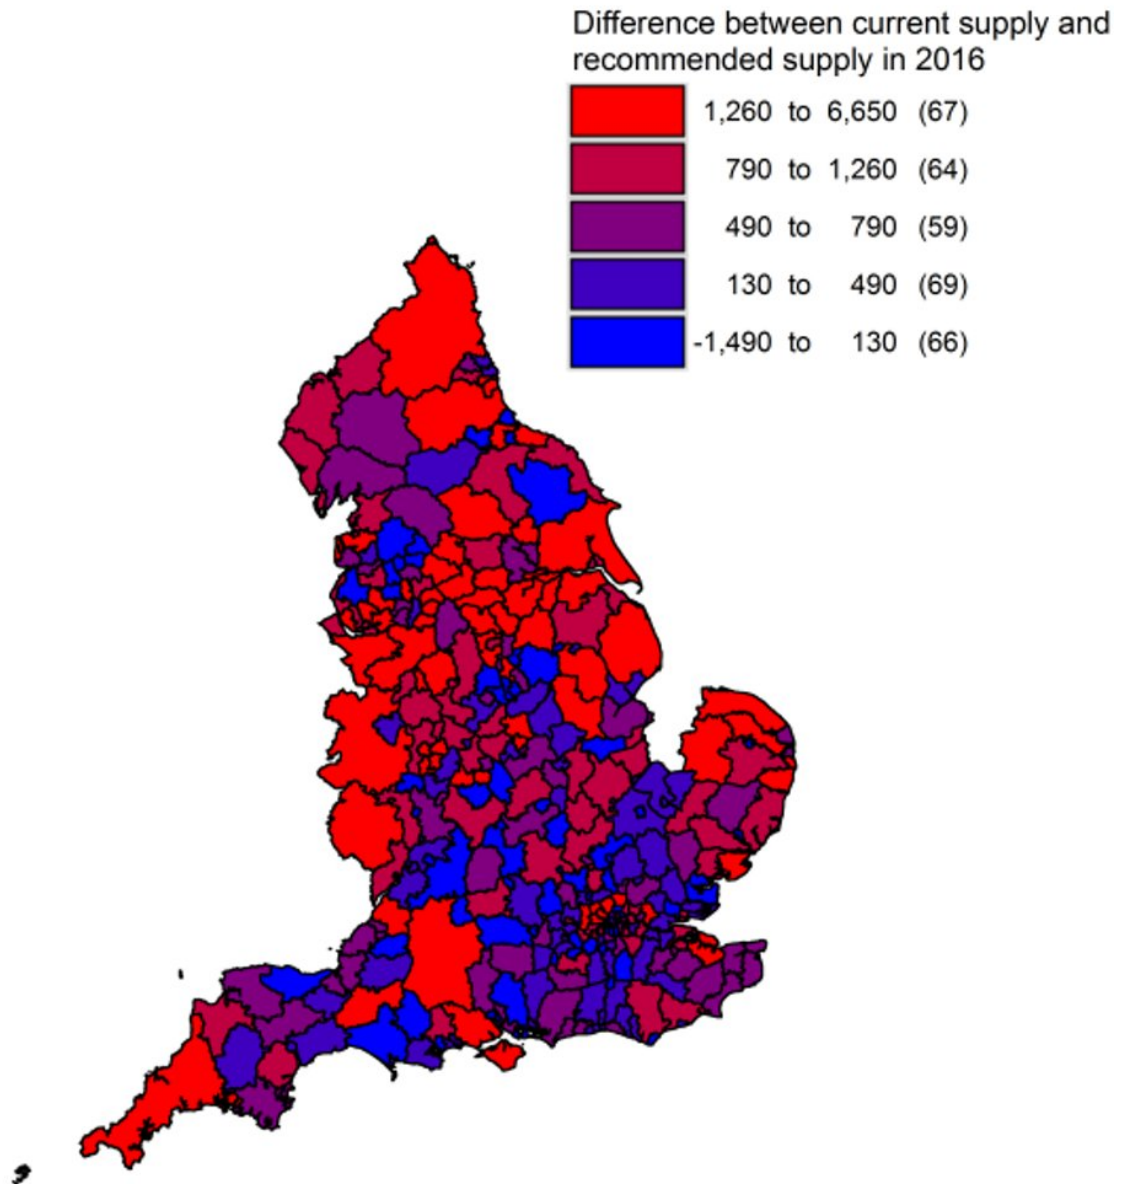 Difference between current supply and
recommended supply in 2016
1,260 to 6,650 (67)
790 to 1,260 (64)
490 to 790 (59)
130 to 490 (69)
-1,490 to 130 (66)